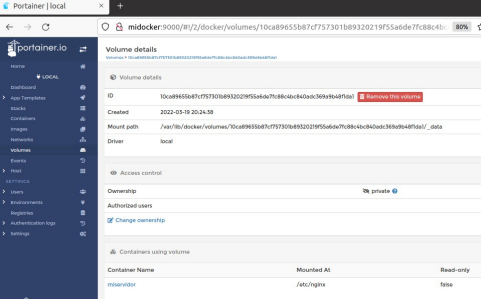 Portainer | local
midocker:9000/#!/2/docker/volumes/10ca89655b87cf757301b89320219f55a6de7fc88c4b
80%
portainer.io
Home
LOCAL
Dashboard
App Templates
Stacks
Containers
Images
Networks
Volumes
Events
Host
SETTINGS
Users
Environments
Registries
Authentication logs
Settings
Volume details
Volumes >
Volume details
ID 10ca89655b87cf757301b89320219f55a6de7fc88c4bc840adc369a9b48f1da1 Remove this volume
Created 2022-03-19 20:24:38
Mount path /var/lib/docker/volumes/10ca89655b87cf757301b89320219f55a6de7fc88c4bc840adc369a9b48f1da1/_data
Driver local
Access control
Ownership private
Authorized users
Change ownership
Containers using volume
Container Name Mounted At Read-only
miservidor /etc/nginx false